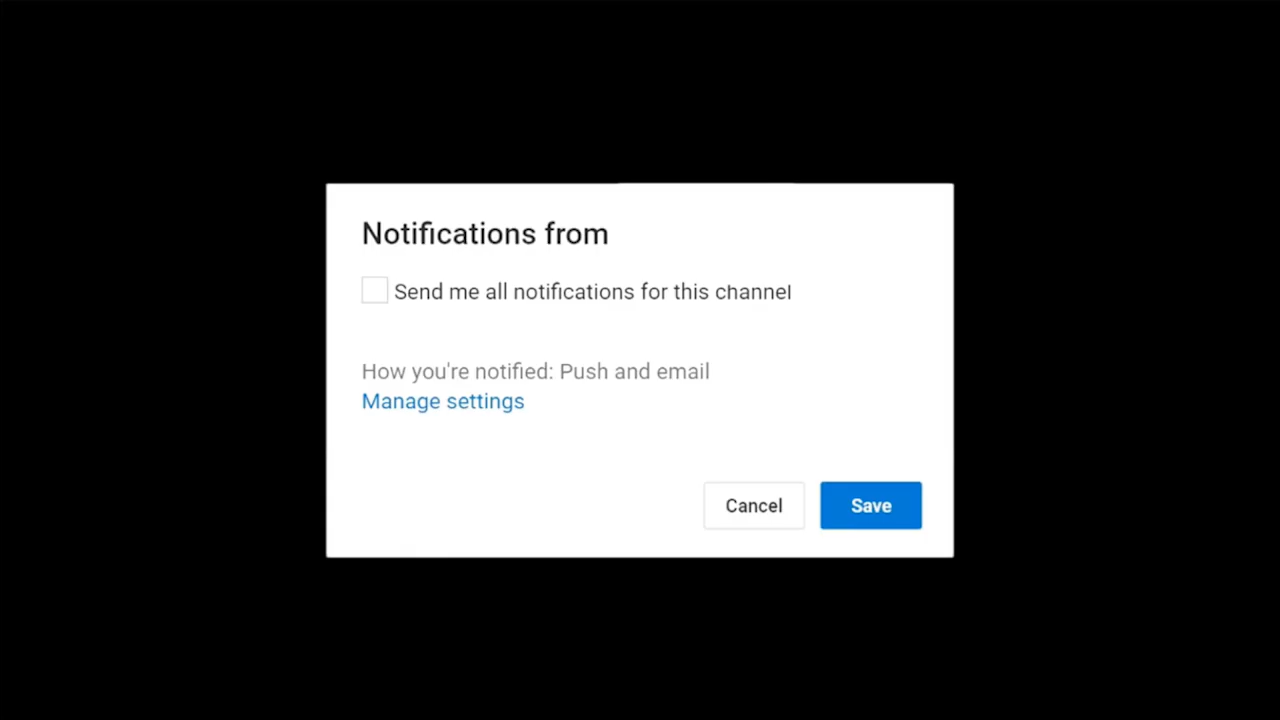 Notifications from
Send me all notifications for this channel
How you're notified: Push and email
Manage settings
Cancel Save